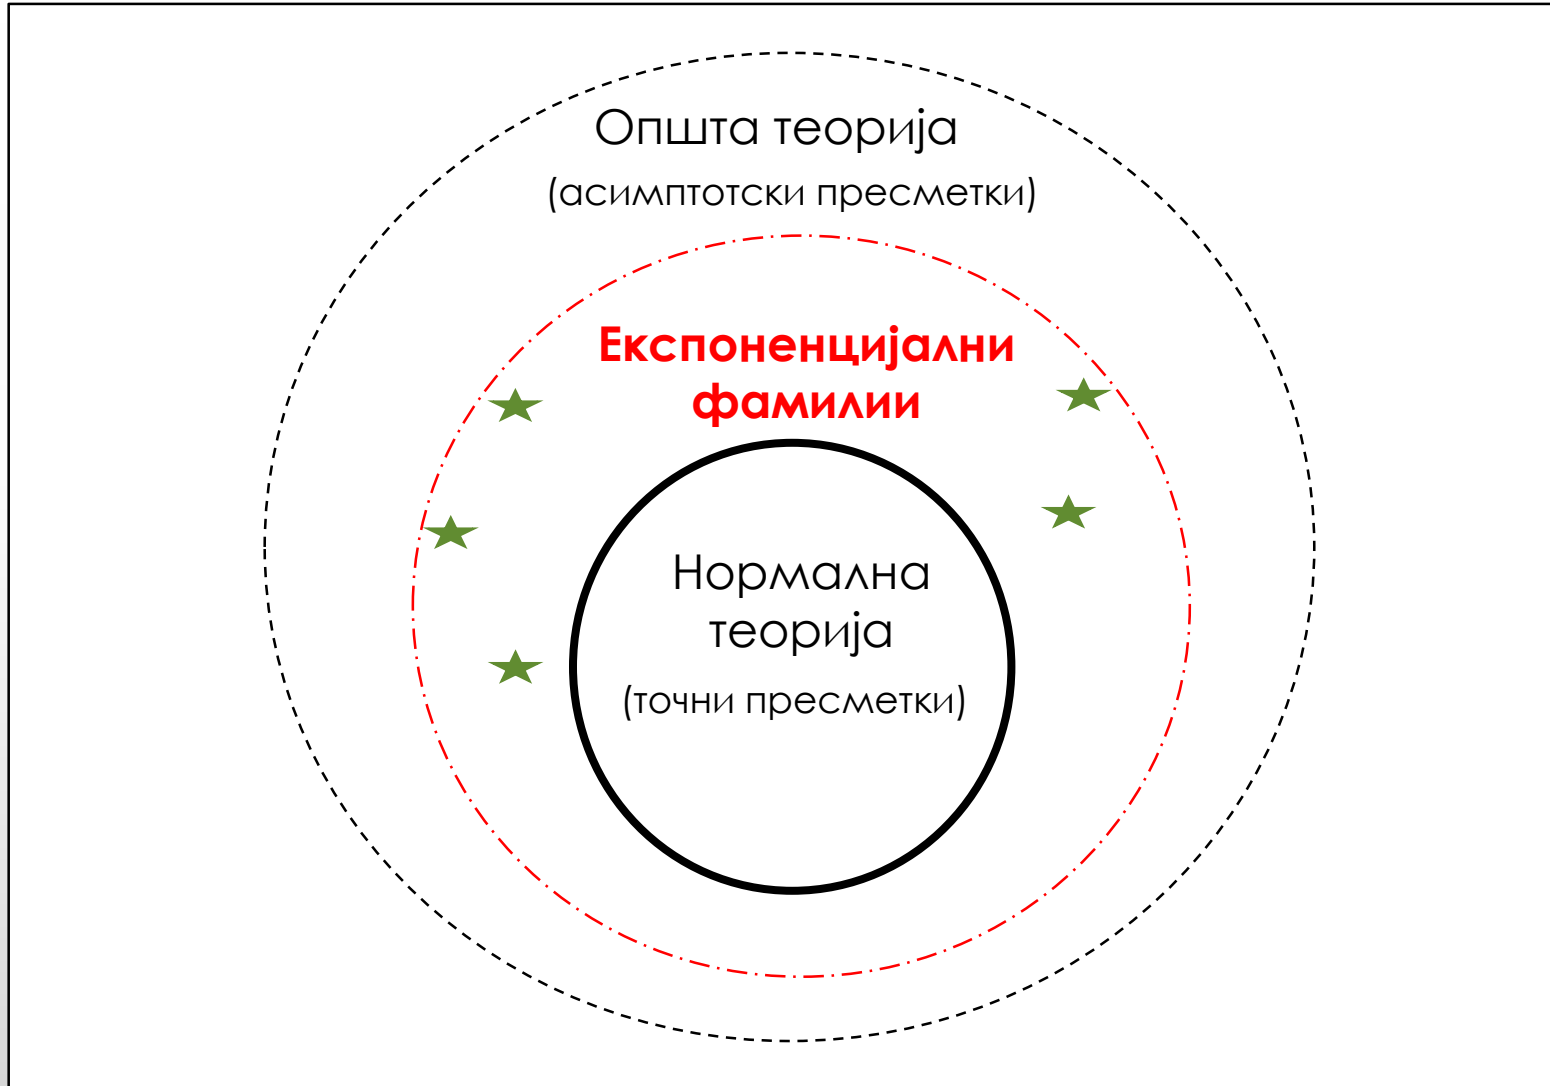 Општа теорија
(асимптотски пресметки)
Експоненцијални
фамилии
Нормална
теорија
(точни пресметки)